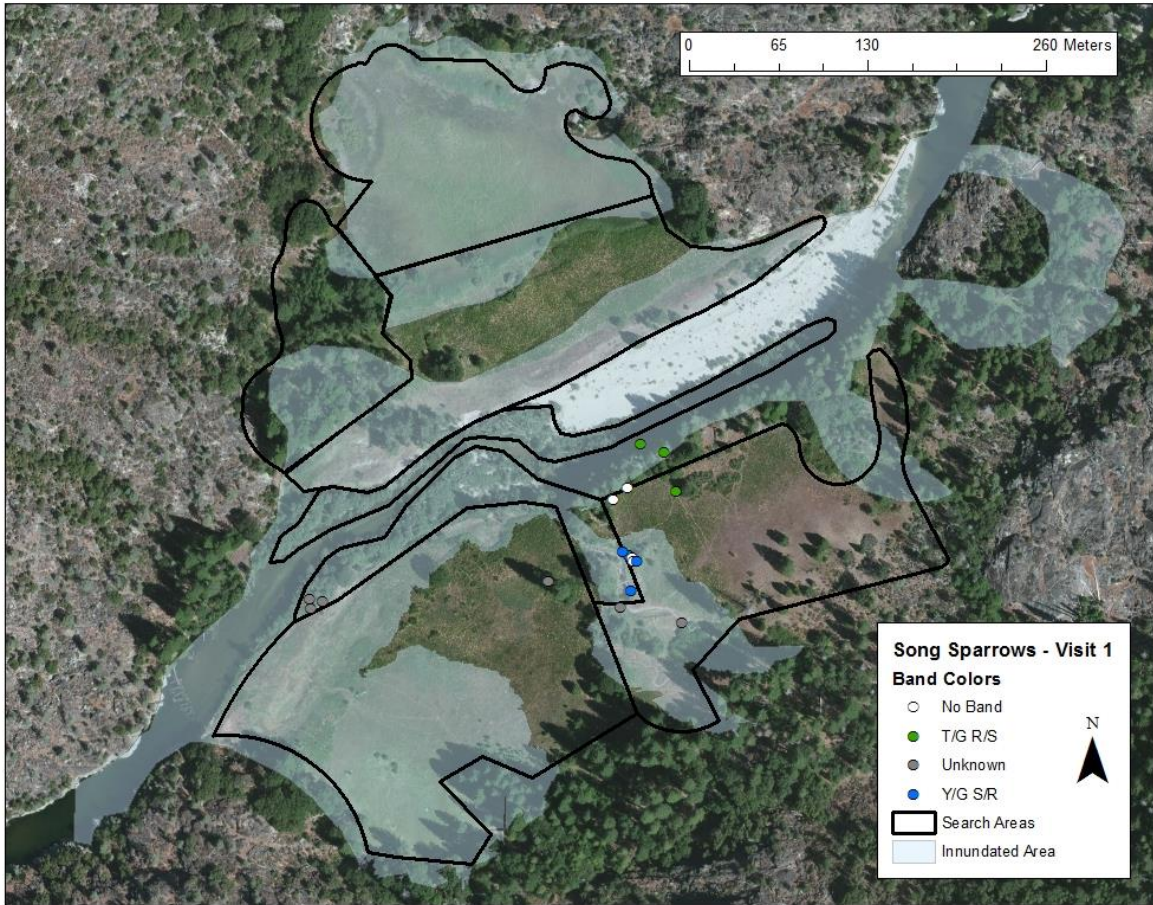 0 65 130 260 Meters
Song Sparrows - Visit 1
Band Colors
No Band
T/G R/S
Unknown
Y/G S/R
Search Areas
Innundated Area
N